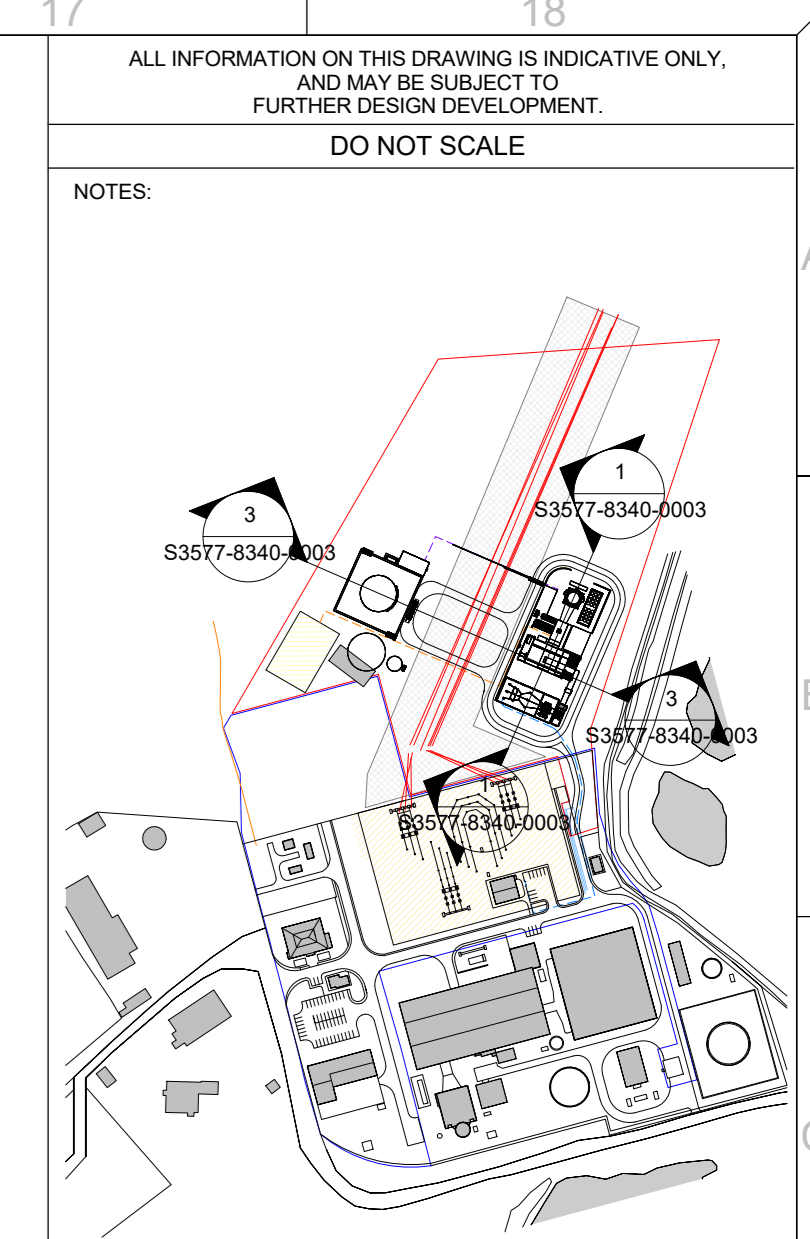 17
18
ALL INFORMATION ON THIS DRAWING IS INDICATIVE ONLY,
AND MAY BE SUBJECT TO
FURTHER DESIGN DEVELOPMENT.
DO NOT SCALE
NOTES:
A
1
S3577-8340-0003
3
S3577-8340-0003
B
3
S3577-8340-0003
1
S3577-8340-0003
C